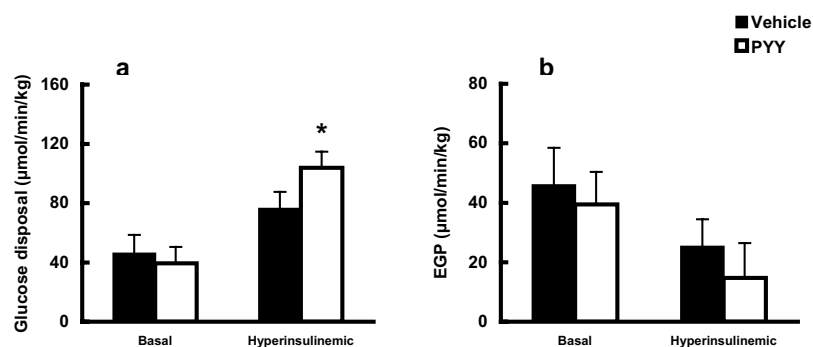 Vehicle
PYY
a
Glucose disposal (µmol/min/kg)
160
120
80
40
0
*
Basal
Hyperinsulinemic
b
EGP (µmol/min/kg)
80
60
40
20
0
Basal
Hyperinsulinemic